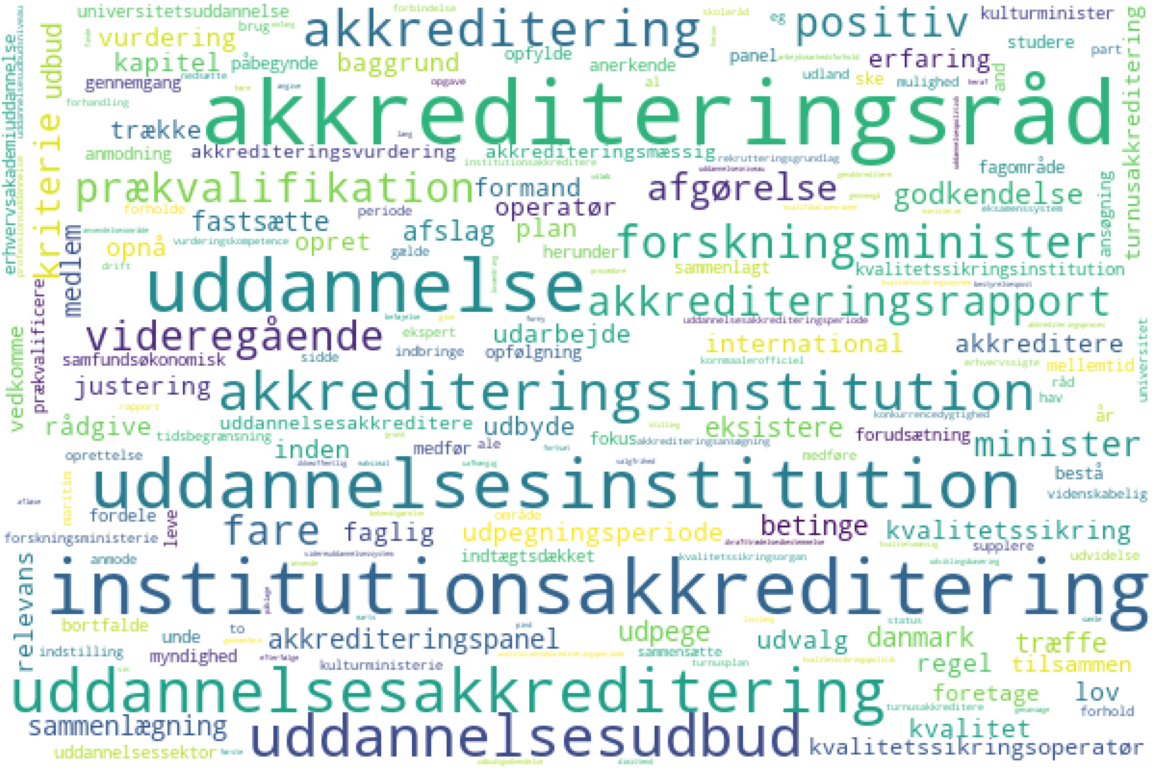 universitetsuddannelse
brug
forbindelse
skoleråd
eg
positiv
kulturminister
akkreditering
vurdering
studere
part
kapitel
påbegynde
baggrund
opfylde
anerkende
panel
erfaring
gennemgang
nedsætte
opgave
al
udland
ske
mulighed
and
forhandling
akkrediteringsråd
turnusakkreditering
udbud
kriterie
erhvervsakademiuddannelse
trække
anmodning
akkrediteringsvurdering
akkrediteringsmæssig
rekrutteringsgrundlag
institutionsakkreditere
fagområde
prækvalifikation
formand
afgørelse
godkendelse
forholde
periode
operatør
eksamenssystem
ansøgning
fastsætte
afslag
plan
forskningsminister
medlem
opnå
vurderingskompetence
opret
gælde
herunder
drift
sammenlagt
kvalitetssikringsinstitution
uddannelse
procedure
akkrediteringsrapport
prækvalificere
videregående
ekspert
udarbejde
uddannelsesakkrediteringsperiode
international
akkreditere
samfundsøkonomisk
sidde
indbringe
opfølgning
kornmaalerofficiel
erhvervssigte
mellemtid
universitet
vedkomme
justering
akkrediteringsinstitution
råd
hav
rapport
rådgive
uddannelsesakkreditere
udbyde
eksistere
konkurrencedygtighed
år
tidsbegrænsning
fokus
akkrediteringsansøgning
forudsætning
oprettelse
inden
medfør
ale
medføre
minister
bestå
uddannelsesinstitution
videnskabelig
maritim
fordele
leve
fare
faglig
udpegningsperiode
område
betinge
kvalitetssikring
forskningsministerie
supplere
anmode
indtægtsdækket
kvalitetssikringsorgan
udvidelse
relevans
institutionsakkreditering
bortfalde
unde
to
akkrediteringspanel
udpege
udvalg
danmark
status
træffe
indstilling
myndighed
kulturministerie
sammensætte
turnusplan
regel
tilsammen
uddannelsesakkreditering
foretage
lov
turnusakkreditere
forhold
sammenlægning
uddannelsesudbud
kvalitet
uddannelsessektor
kvalitetssikringsoperatør